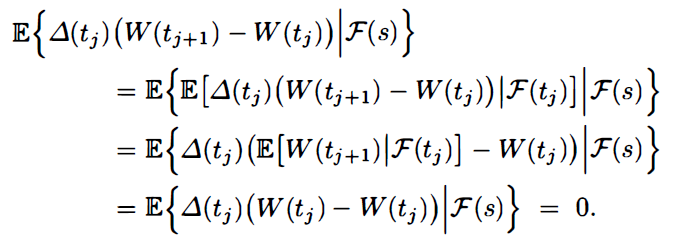 𝔼{Δ(t_j)(W(t_{j+1}) − W(t_j))|ℱ(s)}
= 𝔼{𝔼[Δ(t_j)(W(t_{j+1}) − W(t_j))|ℱ(t_j)]|ℱ(s)}
= 𝔼{Δ(t_j)(𝔼[W(t_{j+1})|ℱ(t_j)] − W(t_j))|ℱ(s)}
= 𝔼{Δ(t_j)(W(t_j) − W(t_j))|ℱ(s)} = 0.